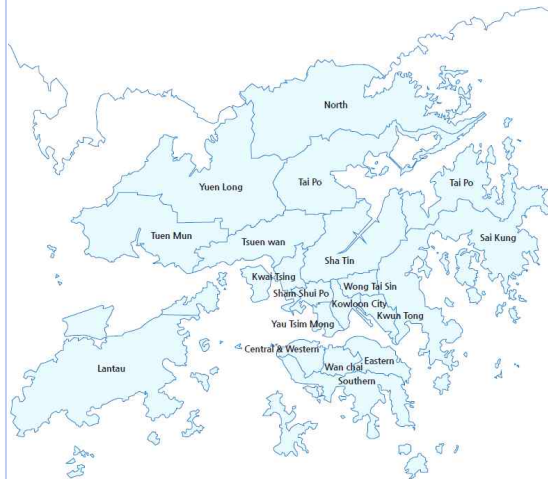 North
Yuen Long
Tai Po
Tai Po
Tuen Mun
Tsuen wan
Sai Kung
Sha Tin
Kwai Tsing
Wong Tai Sin
Sham Shui Po
Kowloon City
Kwun Tong
Yau Tsim Mong
Central & Western
Eastern
Wan chai
Lantau
Southern